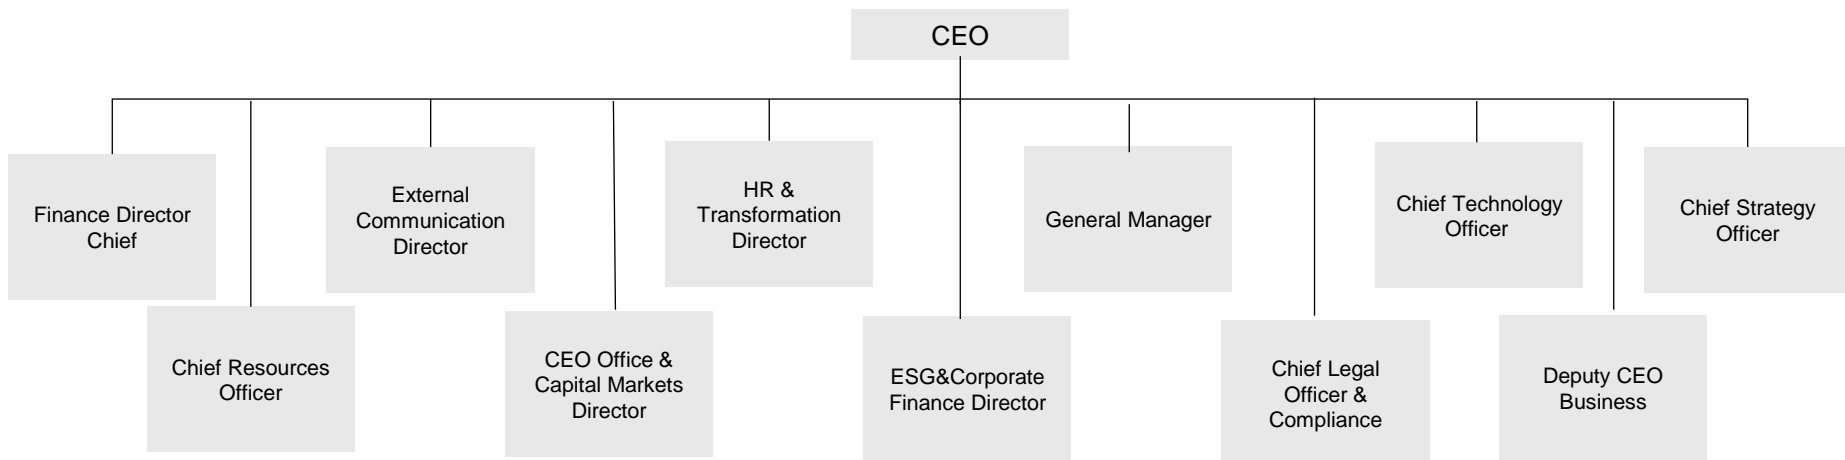 CEO
Finance Director
Chief
External
Communication
Director
HR &
Transformation
Director
General Manager
Chief Technology
Officer
Chief Strategy
Officer
Chief Resources
Officer
CEO Office &
Capital Markets
Director
ESG&Corporate
Finance Director
Chief Legal
Officer &
Compliance
Deputy CEO
Business